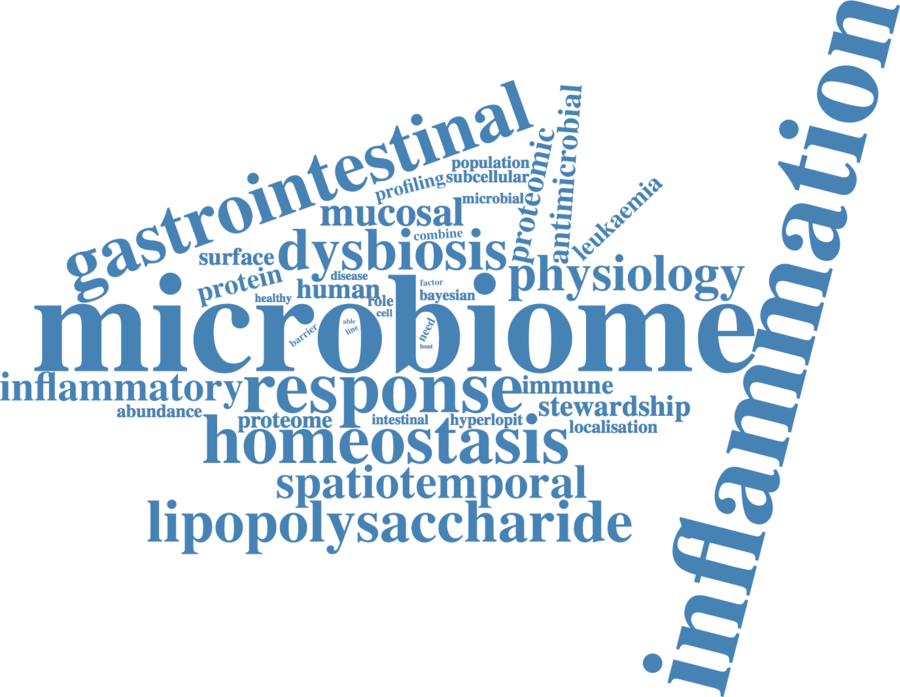 inflammation
gastrointestinal
antimicrobial
proteomic
population
profiling
subcellular
leukaemia
microbial
mucosal
combine
surface
dysbiosis
physiology
protein
disease
human
factor
bayesian
healthy
role
cell
microbiome
barrier
able
line
need
host
inflammatory
response
immune
abundance
stewardship
proteome
intestinal
hyperlopit
localisation
homeostasis
spatiotemporal
lipopolysaccharide